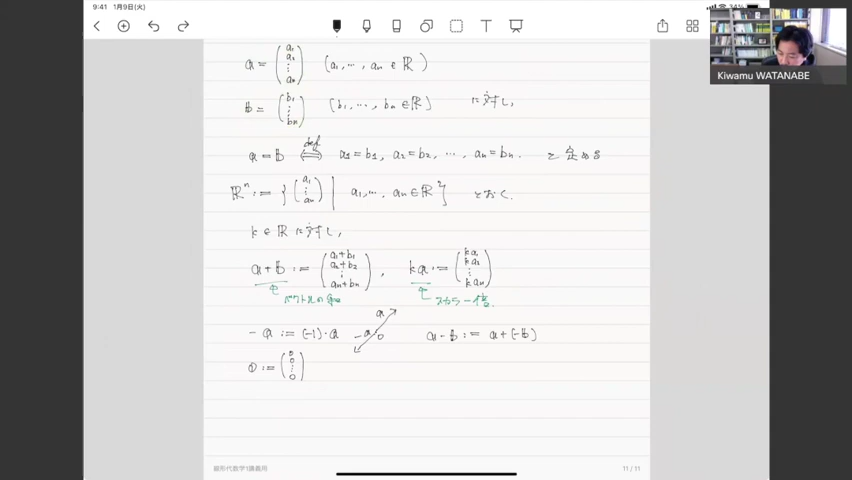 9:41 1月9日(火)
34%
Kiwamu WATANABE
𝕒 = (a₁ a₂ ⋮ aₙ) (a₁, ⋯, aₙ ∈ ℝ)
𝕓 = (b₁ ⋮ bₙ) (b₁, ⋯, bₙ ∈ ℝ) に対し,
𝕒 = 𝕓 ⇔(def) a₁ = b₁, a₂ = b₂, ⋯, aₙ = bₙ. と定める
ℝⁿ := { (a₁ ⋮ aₙ) | a₁, ⋯, aₙ ∈ ℝ } とおく.
k ∈ ℝ に対し,
𝕒 + 𝕓 := (a₁+b₁ a₂+b₂ ⋮ aₙ+bₙ) , k𝕒 := (ka₁ ka₂ ⋮ kaₙ)
ベクトルの和 スカラー倍.
𝕒
-𝕒 := (-1)·𝕒 -𝕒 0 𝕒 - 𝕓 := 𝕒 + (-𝕓)
𝟘 := (0 0 ⋮ 0)
線形代数学1講義用 11 / 11